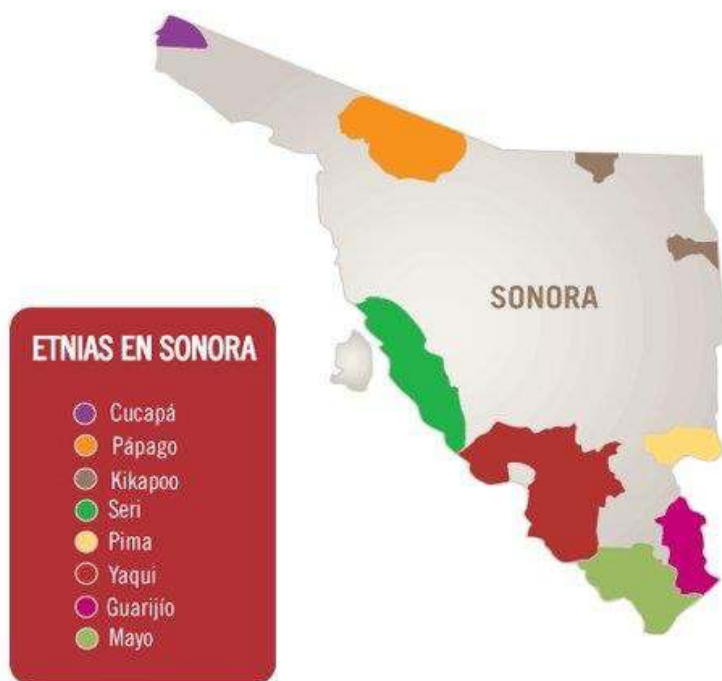 SONORA
ETNIAS EN SONORA
Cucapá
Pápago
Kikapoo
Seri
Pima
Yaqui
Guarijío
Mayo